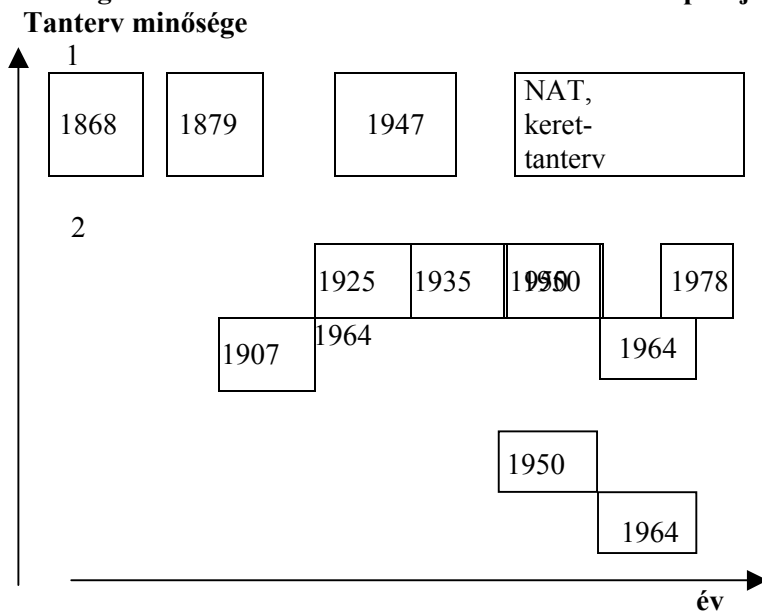 Tanterv minősége
1
1868 1879 1947 NAT,
keret-
tanterv
2
1925 1935 1950 1978
1964
1907 1964
1950
1964
év